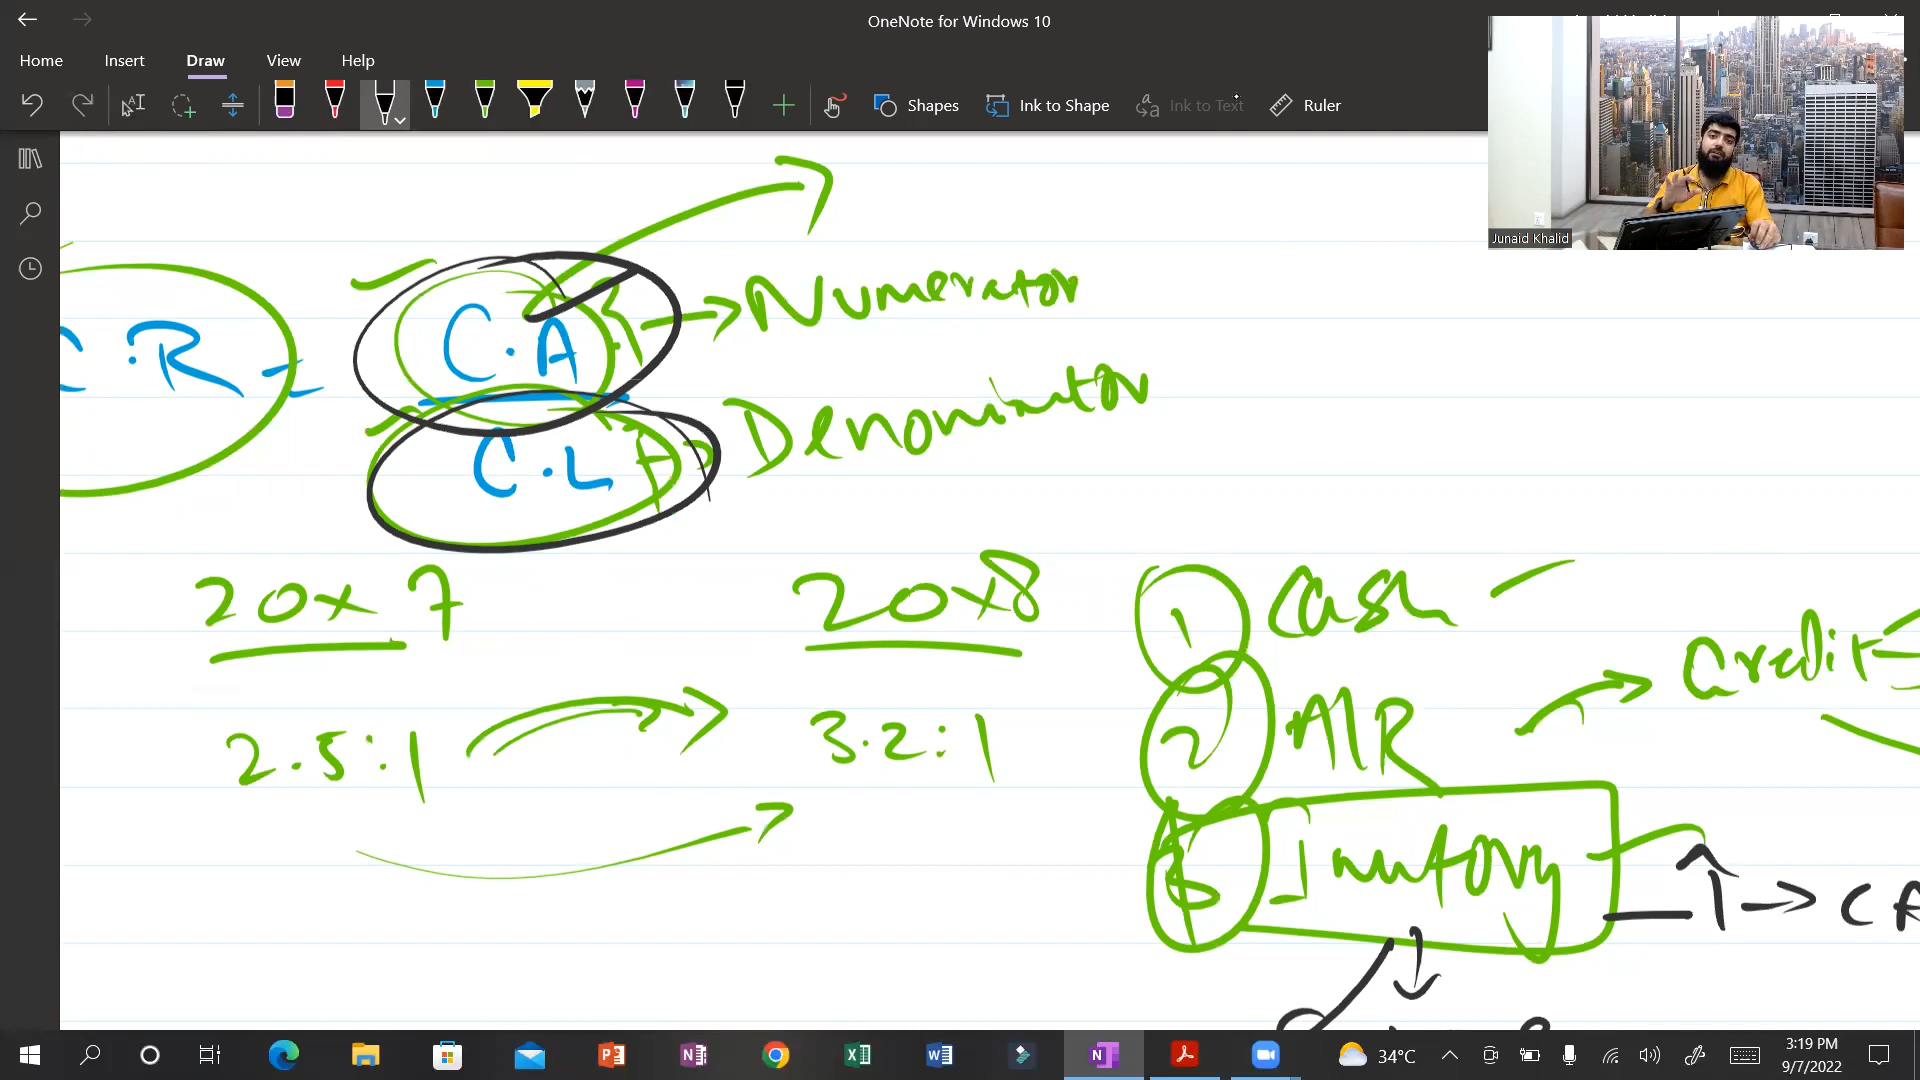 OneNote for Windows 10
Home Insert Draw View Help
Shapes Ink to Shape Ink to Text Ruler
Junaid Khalid
C.R = C.A → Numerator
C.L Denomintor
20x7 20x8
2.5:1 3.2:1
1 Cash
2 A/R → Credit
3 Inutory → CA
34°C
3:19 PM
9/7/2022